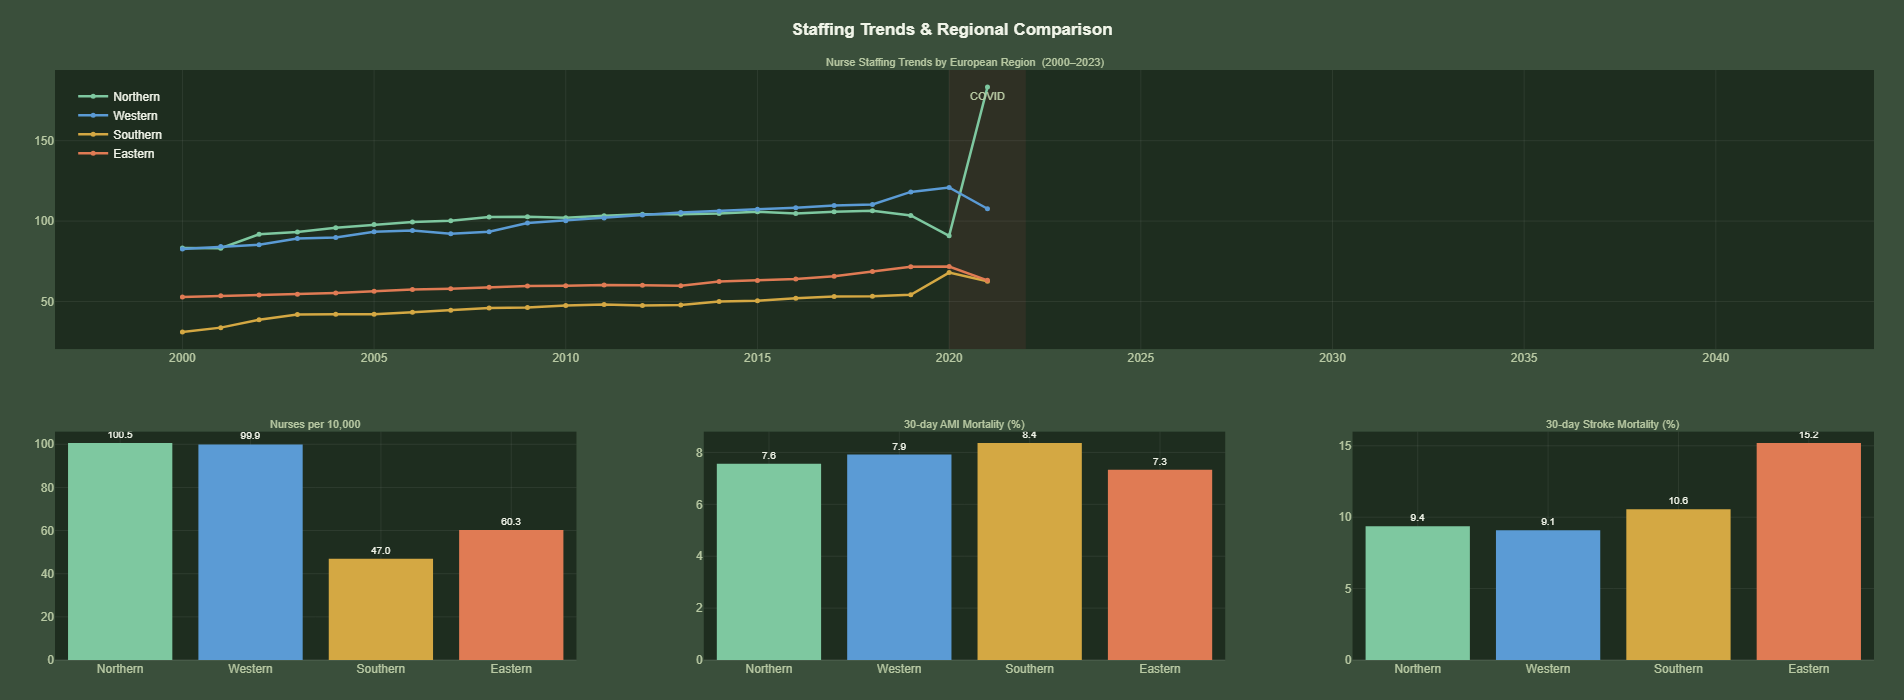 Staffing Trends & Regional Comparison
Nurse Staffing Trends by European Region (2000–2023)
Northern
Western
Southern
Eastern
COVID
150
100
50
2000 2005 2010 2015 2020 2025 2030 2035 2040
Nurses per 10,000
100.5 99.9 47.0 60.3
100
80
60
40
20
0
Northern Western Southern Eastern
30-day AMI Mortality (%)
7.6 7.9 8.4 7.3
8
6
4
2
0
Northern Western Southern Eastern
30-day Stroke Mortality (%)
9.4 9.1 10.6 15.2
15
10
5
0
Northern Western Southern Eastern